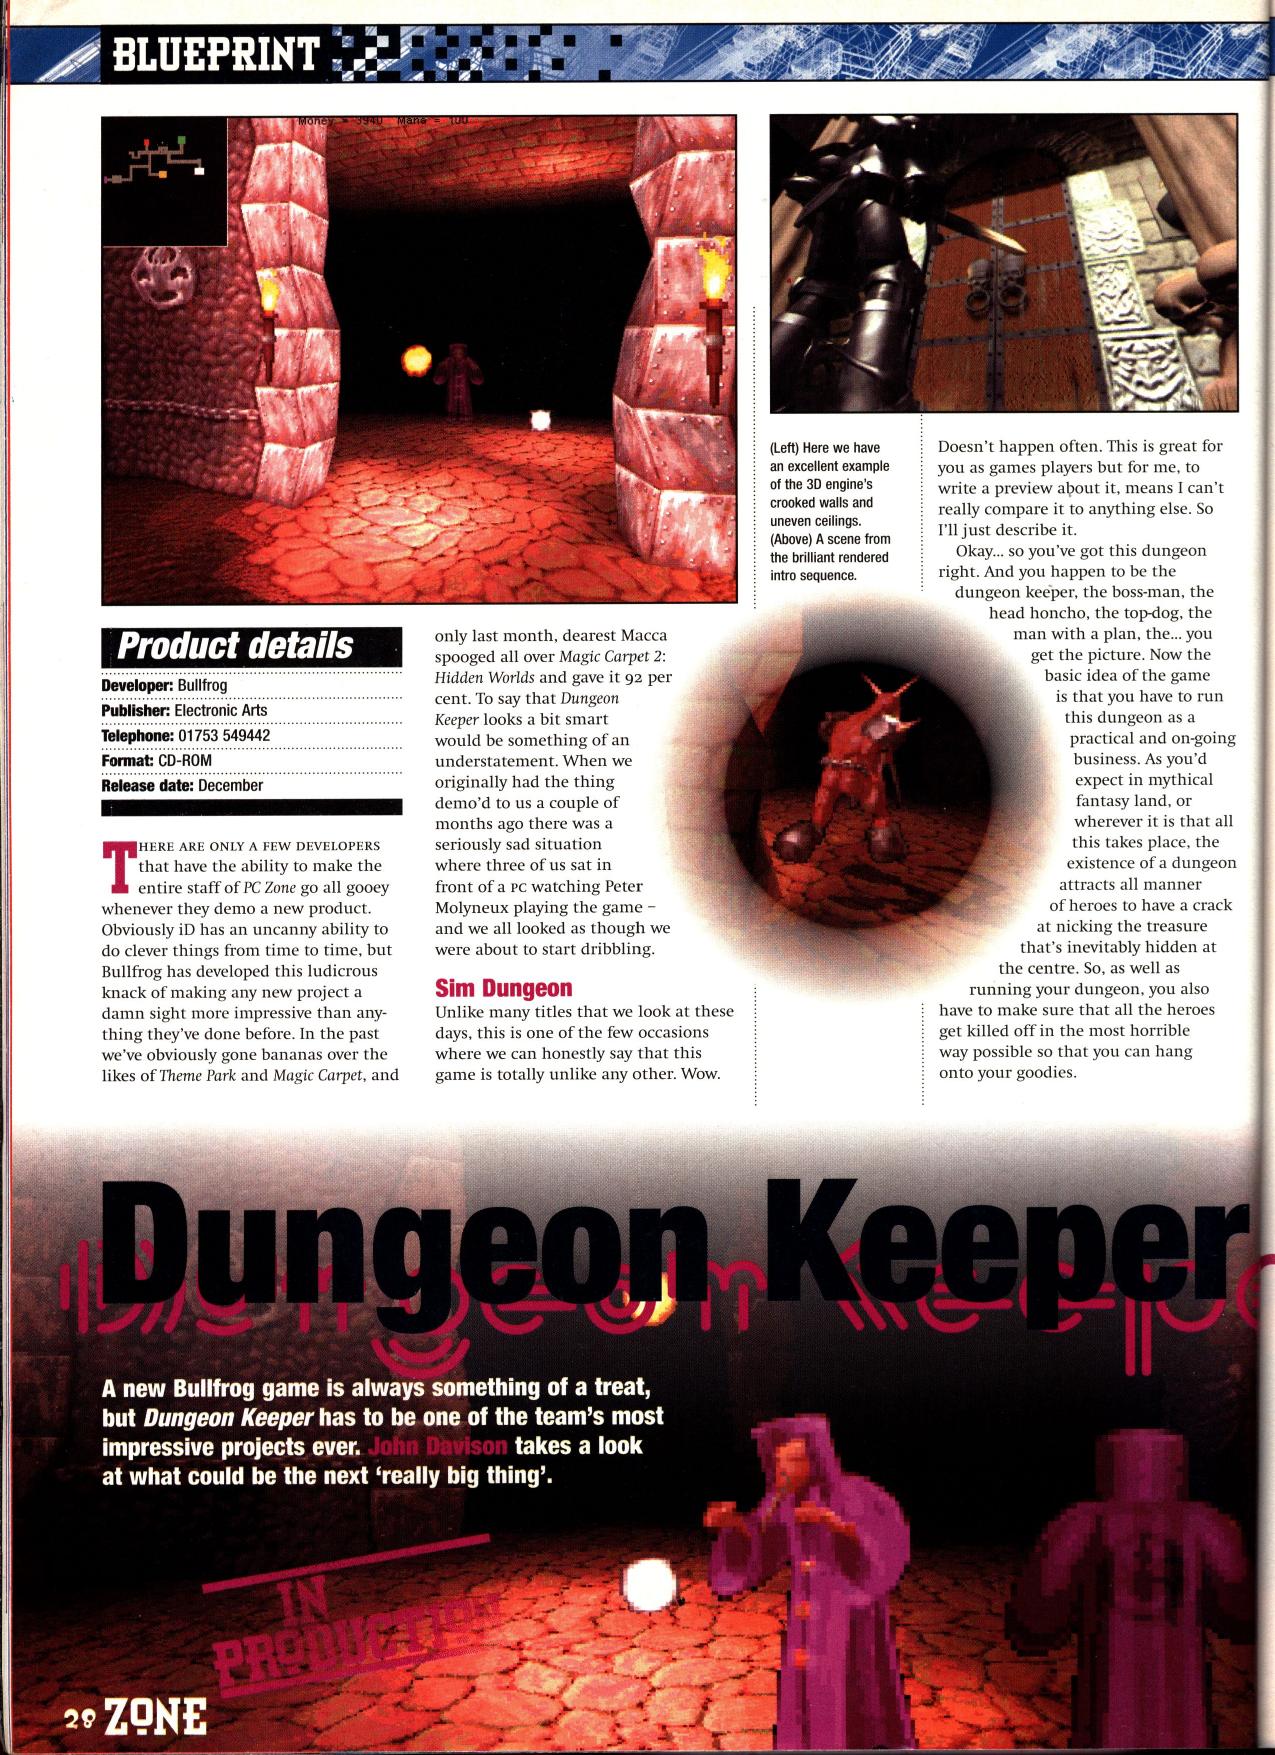 BLUEPRINT
Money = 3940 Mana = 100
(Left) Here we have
an excellent example
of the 3D engine's
crooked walls and
uneven ceilings.
(Above) A scene from
the brilliant rendered
intro sequence.
Product details
Developer: Bullfrog
Publisher: Electronic Arts
Telephone: 01753 549442
Format: CD-ROM
Release date: December
THERE ARE ONLY A FEW DEVELOPERS
that have the ability to make the
entire staff of PC Zone go all gooey
whenever they demo a new product.
Obviously iD has an uncanny ability to
do clever things from time to time, but
Bullfrog has developed this ludicrous
knack of making any new project a
damn sight more impressive than any-
thing they've done before. In the past
we've obviously gone bananas over the
likes of Theme Park and Magic Carpet, and
only last month, dearest Macca
spooged all over Magic Carpet 2:
Hidden Worlds and gave it 92 per
cent. To say that Dungeon
Keeper looks a bit smart
would be something of an
understatement. When we
originally had the thing
demo'd to us a couple of
months ago there was a
seriously sad situation
where three of us sat in
front of a PC watching Peter
Molyneux playing the game –
and we all looked as though we
were about to start dribbling.
Sim Dungeon
Unlike many titles that we look at these
days, this is one of the few occasions
where we can honestly say that this
game is totally unlike any other. Wow.
Doesn't happen often. This is great for
you as games players but for me, to
write a preview about it, means I can't
really compare it to anything else. So
I'll just describe it.
Okay... so you've got this dungeon
right. And you happen to be the
dungeon keeper, the boss-man, the
head honcho, the top-dog, the
man with a plan, the... you
get the picture. Now the
basic idea of the game
is that you have to run
this dungeon as a
practical and on-going
business. As you'd
expect in mythical
fantasy land, or
wherever it is that all
this takes place, the
existence of a dungeon
attracts all manner
of heroes to have a crack
at nicking the treasure
that's inevitably hidden at
the centre. So, as well as
running your dungeon, you also
have to make sure that all the heroes
get killed off in the most horrible
way possible so that you can hang
onto your goodies.
Dungeon Keeper
Dungeon Keepe
A new Bullfrog game is always something of a treat,
but Dungeon Keeper has to be one of the team's most
impressive projects ever. John Davison takes a look
at what could be the next 'really big thing'.
IN
PRODUCTION
28 ZONE